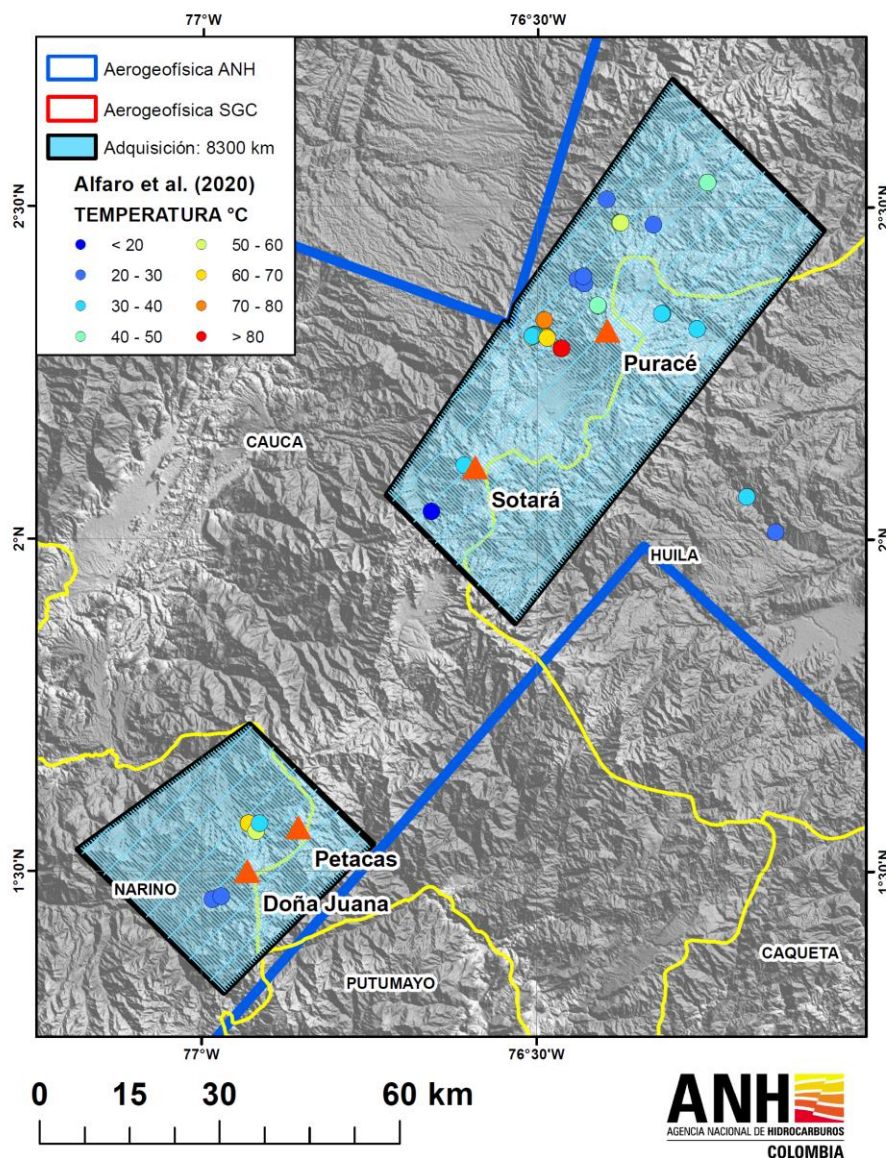 77°W
76°30'W
Aerogeofísica ANH
Aerogeofísica SGC
Adquisición: 8300 km
Alfaro et al. (2020)
TEMPERATURA °C
< 20
50 - 60
20 - 30
60 - 70
30 - 40
70 - 80
40 - 50
> 80
2°30'N
2°30'N
Puracé
CAUCA
Sotará
2°N
2°N
HUILA
Petacas
1°30'N
1°30'N
NARINO
Doña Juana
CAQUETA
PUTUMAYO
77°W
76°30'W
0 15 30 60 km
ANH
AGENCIA NACIONAL DE HIDROCARBUROS
COLOMBIA